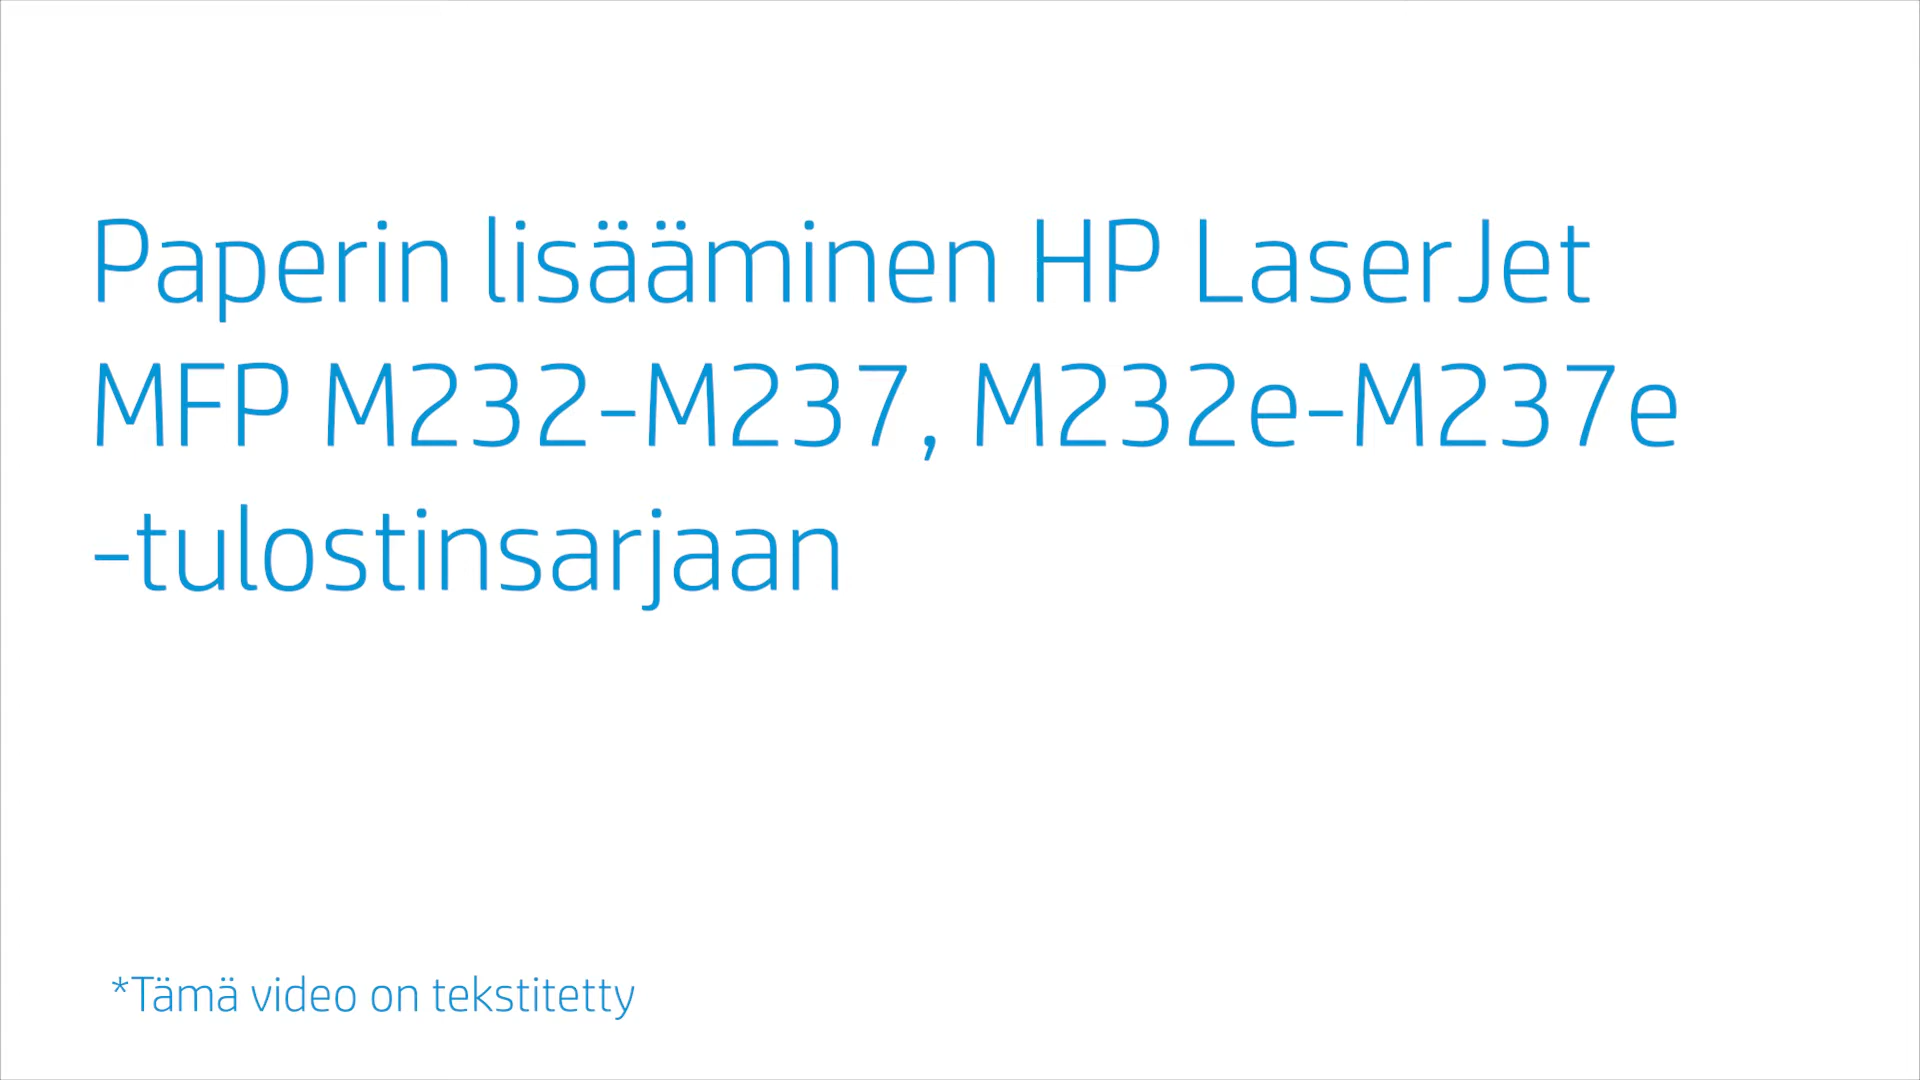 Paperin lisääminen HP LaserJet
MFP M232-M237, M232e-M237e
-tulostinsarjaan
*Tämä video on tekstitetty